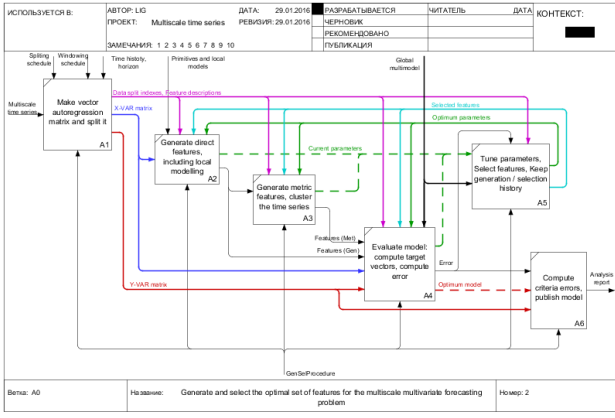 ИСПОЛЬЗУЕТСЯ В:
АВТОР: LIG
ДАТА: 29.01.2016
ПРОЕКТ: Multiscale time series
РЕВИЗИЯ: 29.01.2016
ЗАМЕЧАНИЯ: 1 2 3 4 5 6 7 8 9 10
РАЗРАБАТЫВАЕТСЯ
ЧЕРНОВИК
РЕКОМЕНДОВАНО
ПУБЛИКАЦИЯ
ЧИТАТЕЛЬ
ДАТА
КОНТЕКСТ:
Spliting
schedule
Windowing
schedule
Time history,
horizon
Primitives and local
models
Global
multimodel
Data split indexes, Feature descriptions
Multiscale
time series
Make vector
autoregression
matrix and split it
A1
X-VAR matrix
Selected features
Optimum parameters
Generate direct
features,
including local
modelling
A2
Current parameters
Tune parameters,
Select features, Keep
generation / selection
history
A5
Generate metric
features, cluster
the time series
A3
Features (Met)
Features (Gen)
Evaluate model:
compute target
vectors, compute
error
A4
Error
Y-VAR matrix
Optimum model
Compute
criteria errors,
publish model
A6
Analysis
report
GenSelProcedure
Ветка: A0
Название: Generate and select the optimal set of features for the multiscale multivariate forecasting
problem
Номер: 2